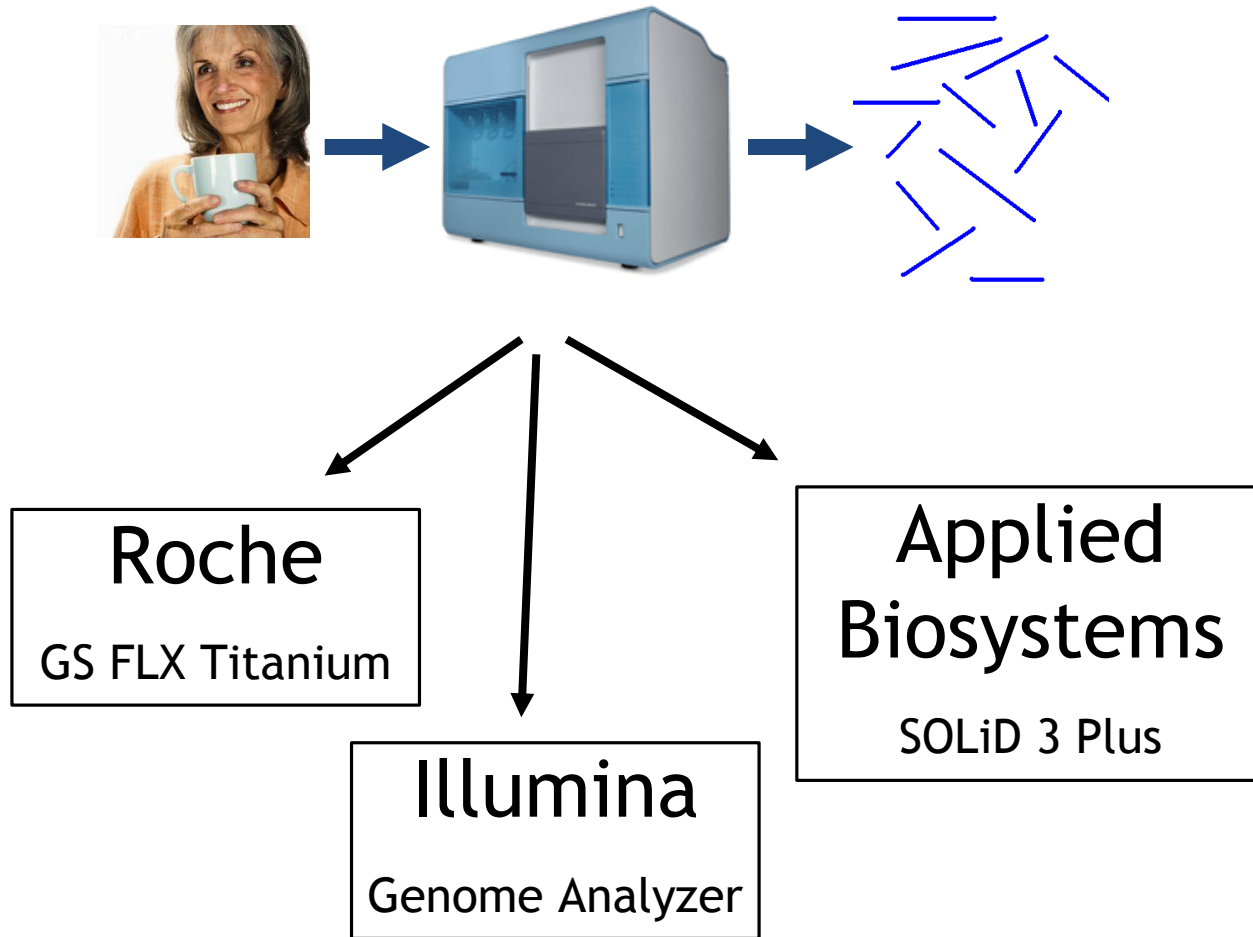 Roche
GS FLX Titanium
Illumina
Genome Analyzer
Applied
Biosystems
SOLiD 3 Plus